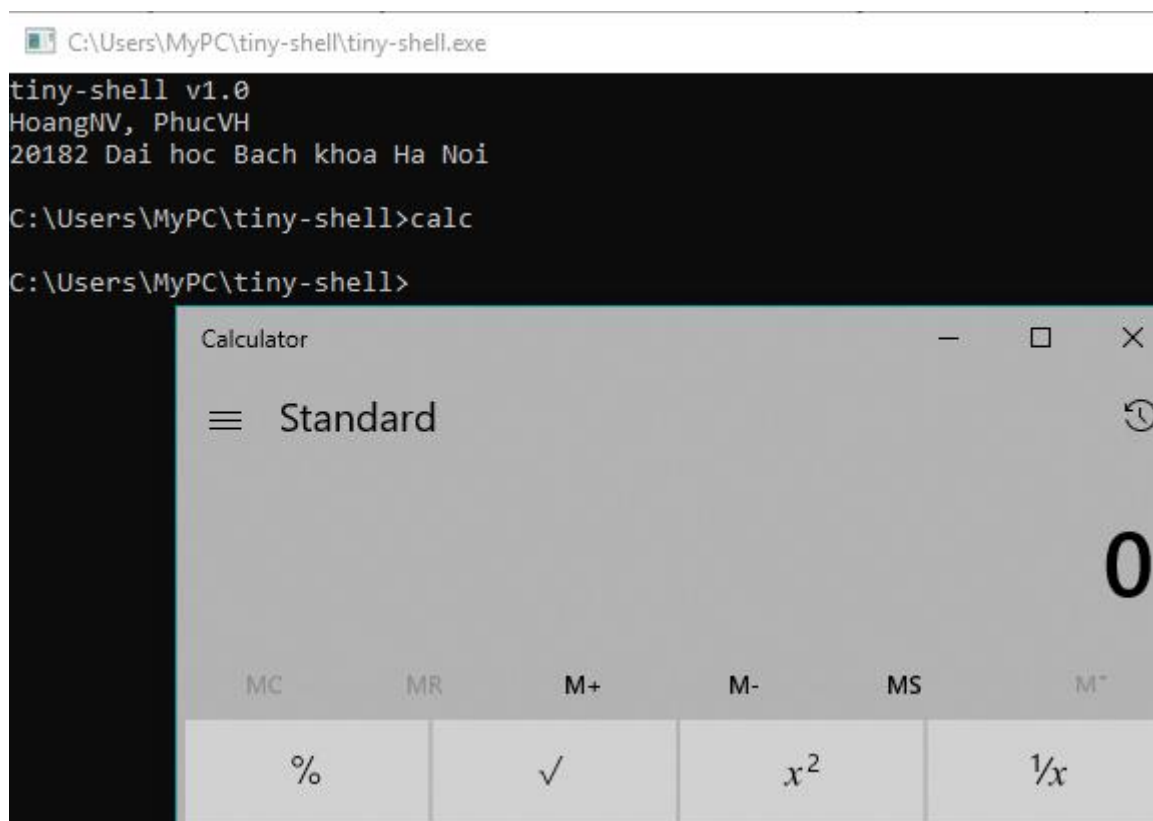 C:\Users\MyPC\tiny-shell\tiny-shell.exe
tiny-shell v1.0
HoangNV, PhucVH
20182 Dai hoc Bach khoa Ha Noi
C:\Users\MyPC\tiny-shell>calc
C:\Users\MyPC\tiny-shell>
Calculator
Standard
0
MC MR M+ M- MS M˅
% √ x² ¹/x